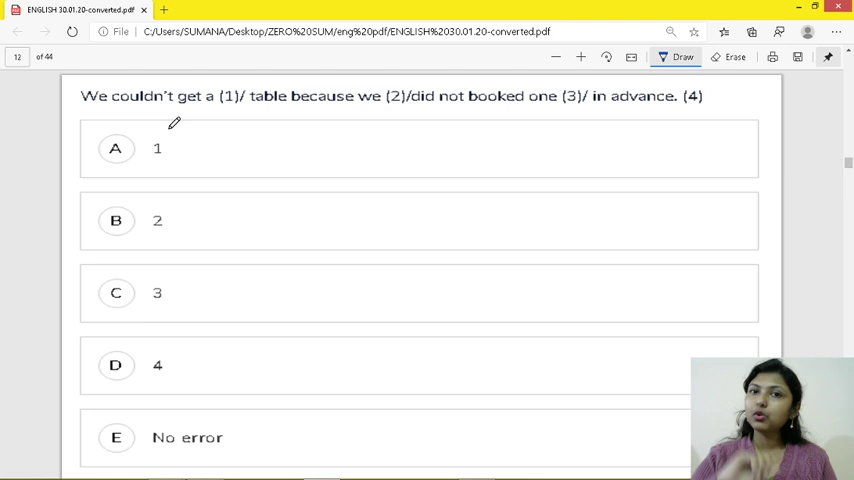 ENGLISH 30.01.20-converted.pdf
File
C:/Users/SUMANA/Desktop/ZERO%20SUM/eng%20pdf/ENGLISH%2030.01.20-converted.pdf
12 of 44
Draw
Erase
We couldn't get a (1)/ table because we (2)/did not booked one (3)/ in advance. (4)
A 1
B 2
C 3
D 4
E No error